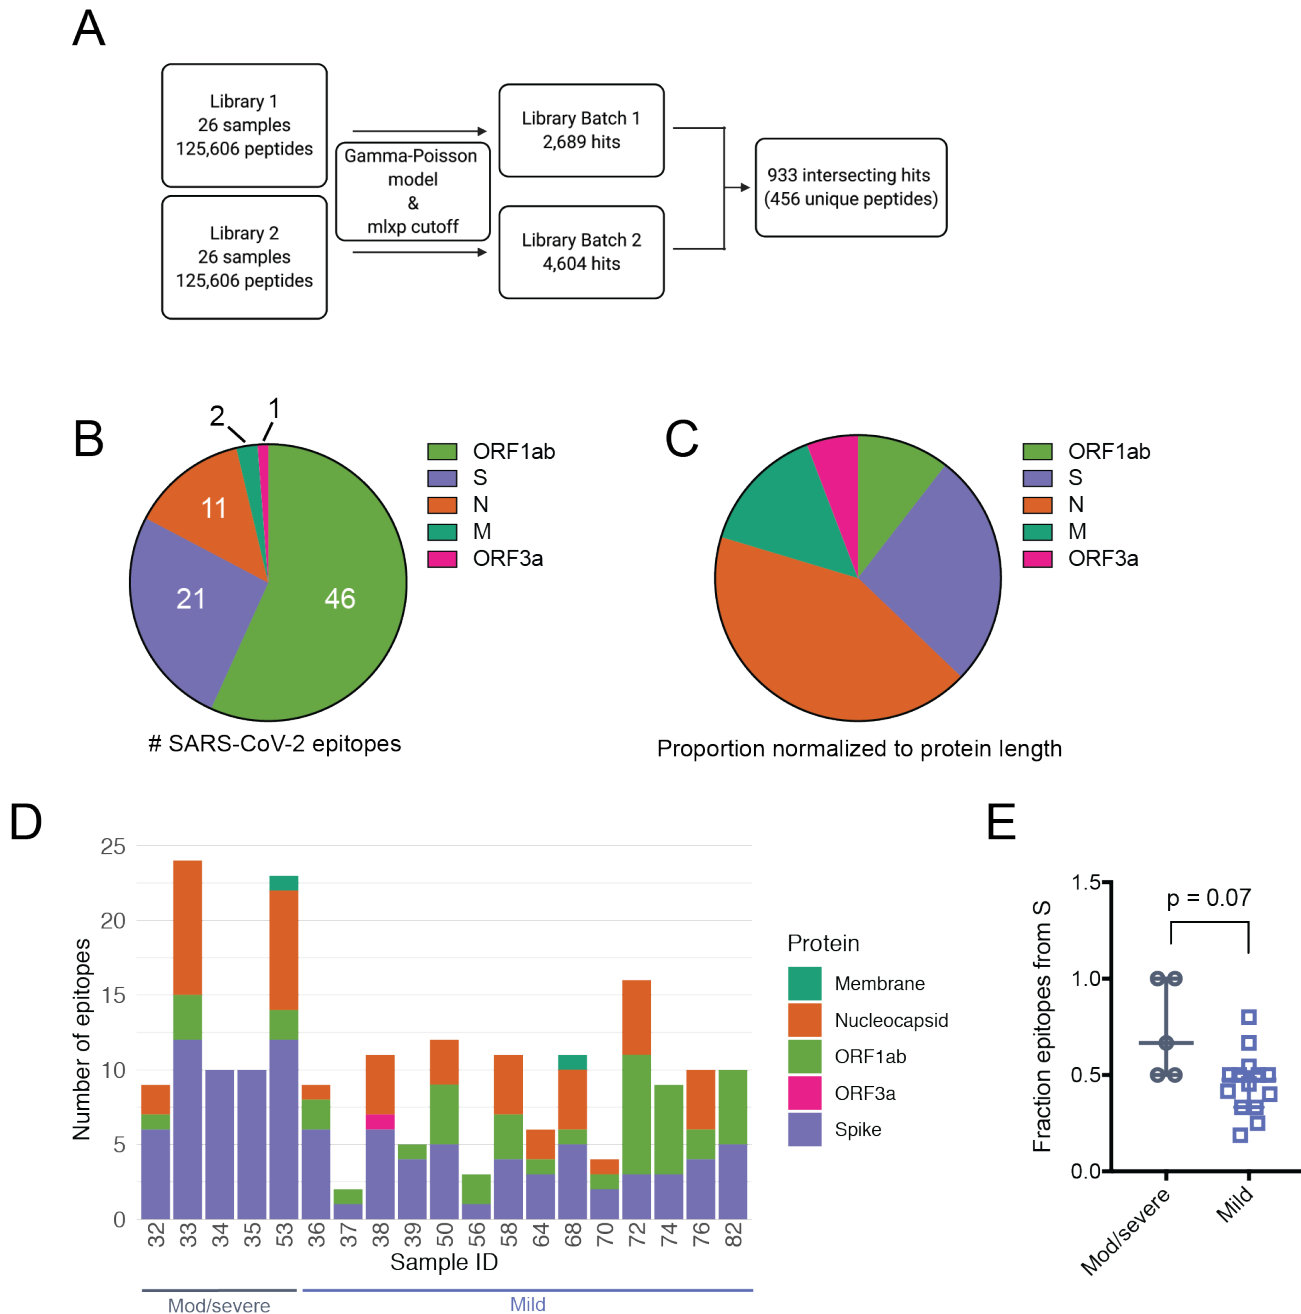 A
Library 1
26 samples
125,606 peptides
Library 2
26 samples
125,606 peptides
Gamma-Poisson
model
&
mlxp cutoff
Library Batch 1
2,689 hits
Library Batch 2
4,604 hits
933 intersecting hits
(456 unique peptides)
B
2
1
11
21
46
ORF1ab
S
N
M
ORF3a
# SARS-CoV-2 epitopes
C
ORF1ab
S
N
M
ORF3a
Proportion normalized to protein length
D
Number of epitopes
25
20
15
10
5
0
32
33
34
35
53
36
37
38
39
50
56
58
64
68
70
72
74
76
82
Sample ID
Mod/severe
Mild
Protein
Membrane
Nucleocapsid
ORF1ab
ORF3a
Spike
E
Fraction epitopes from S
1.5
1.0
0.5
0.0
p = 0.07
Mod/severe
Mild